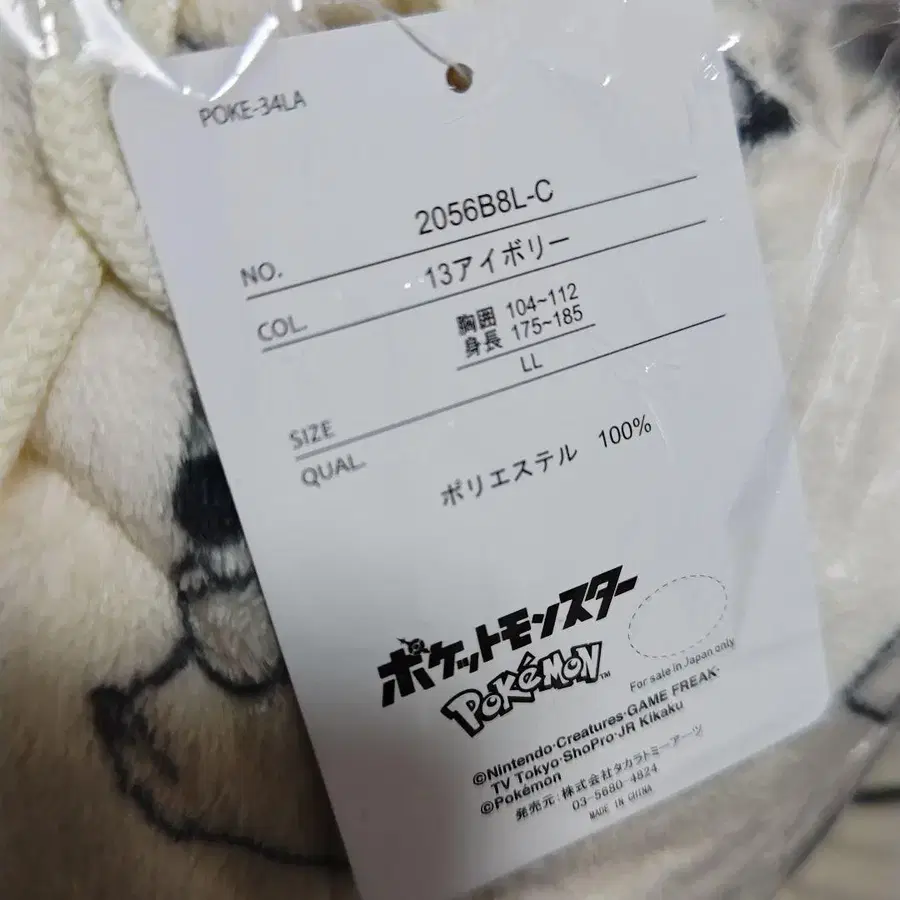 POKE-34LA
NO. 2056B8L-C
COL. 13アイボリー
胸囲 104~112
身長 175~185
SIZE LL
QUAL. ポリエステル 100%
ポケットモンスター
POKéMON™
For sale in Japan only
©Nintendo·Creatures·GAME FREAK·
TV Tokyo·ShoPro·JR Kikaku
©Pokémon
発売元:株式会社タカラトミーアーツ
03-5680-4824
MADE IN CHINA